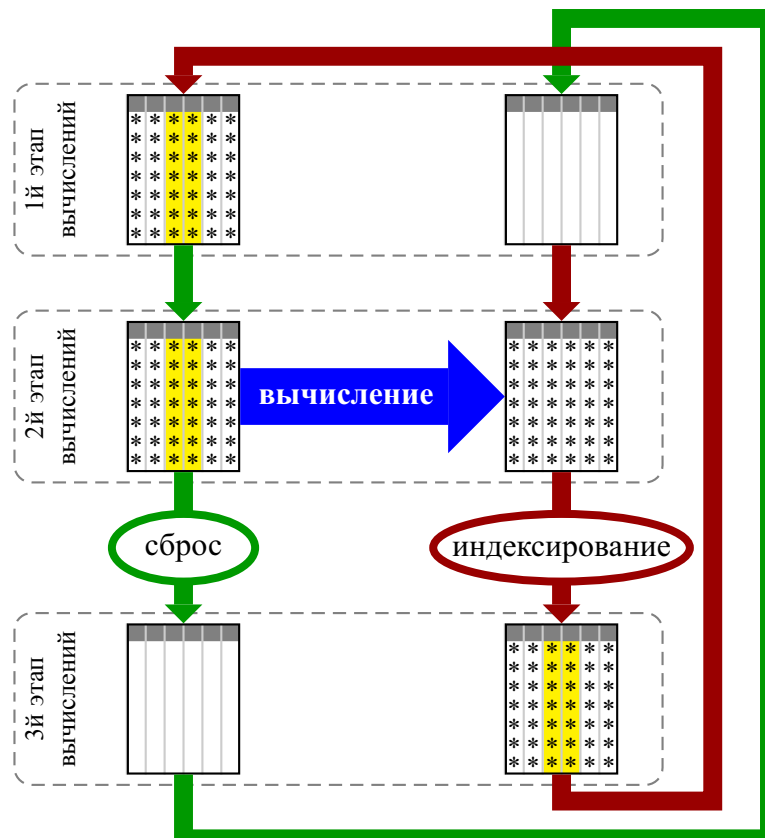 1й этап
вычислений
2й этап
вычислений
вычисление
сброс
индексирование
3й этап
вычислений